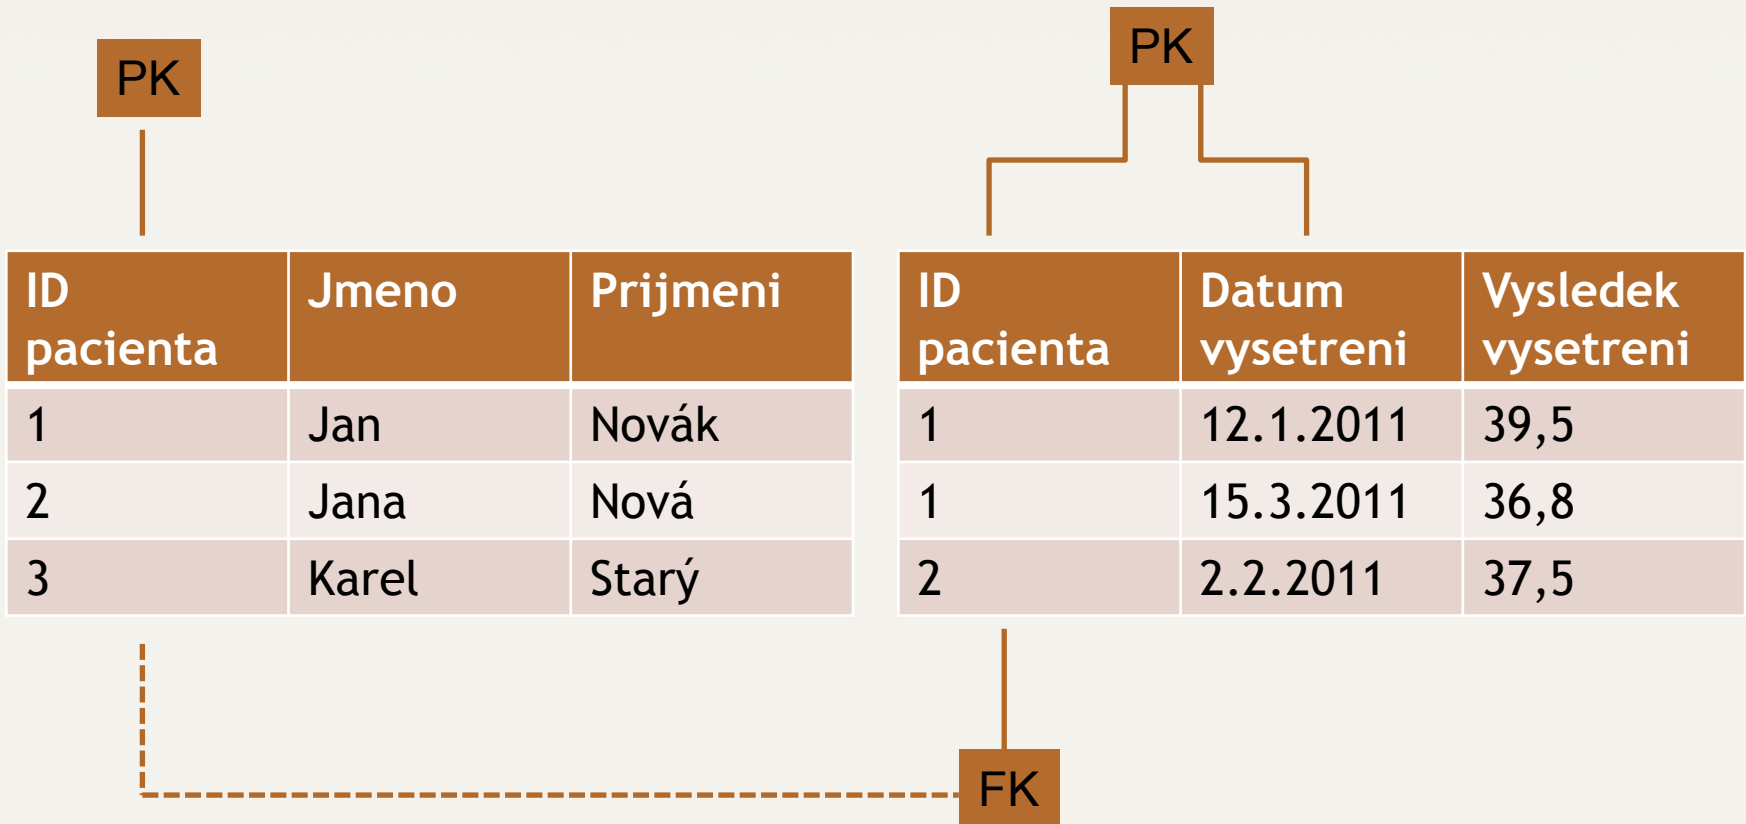 PK
PK
ID pacienta Jmeno Prijmeni
1 Jan Novák
2 Jana Nová
3 Karel Starý
ID pacienta Datum vysetreni Vysledek vysetreni
1 12.1.2011 39,5
1 15.3.2011 36,8
2 2.2.2011 37,5
FK